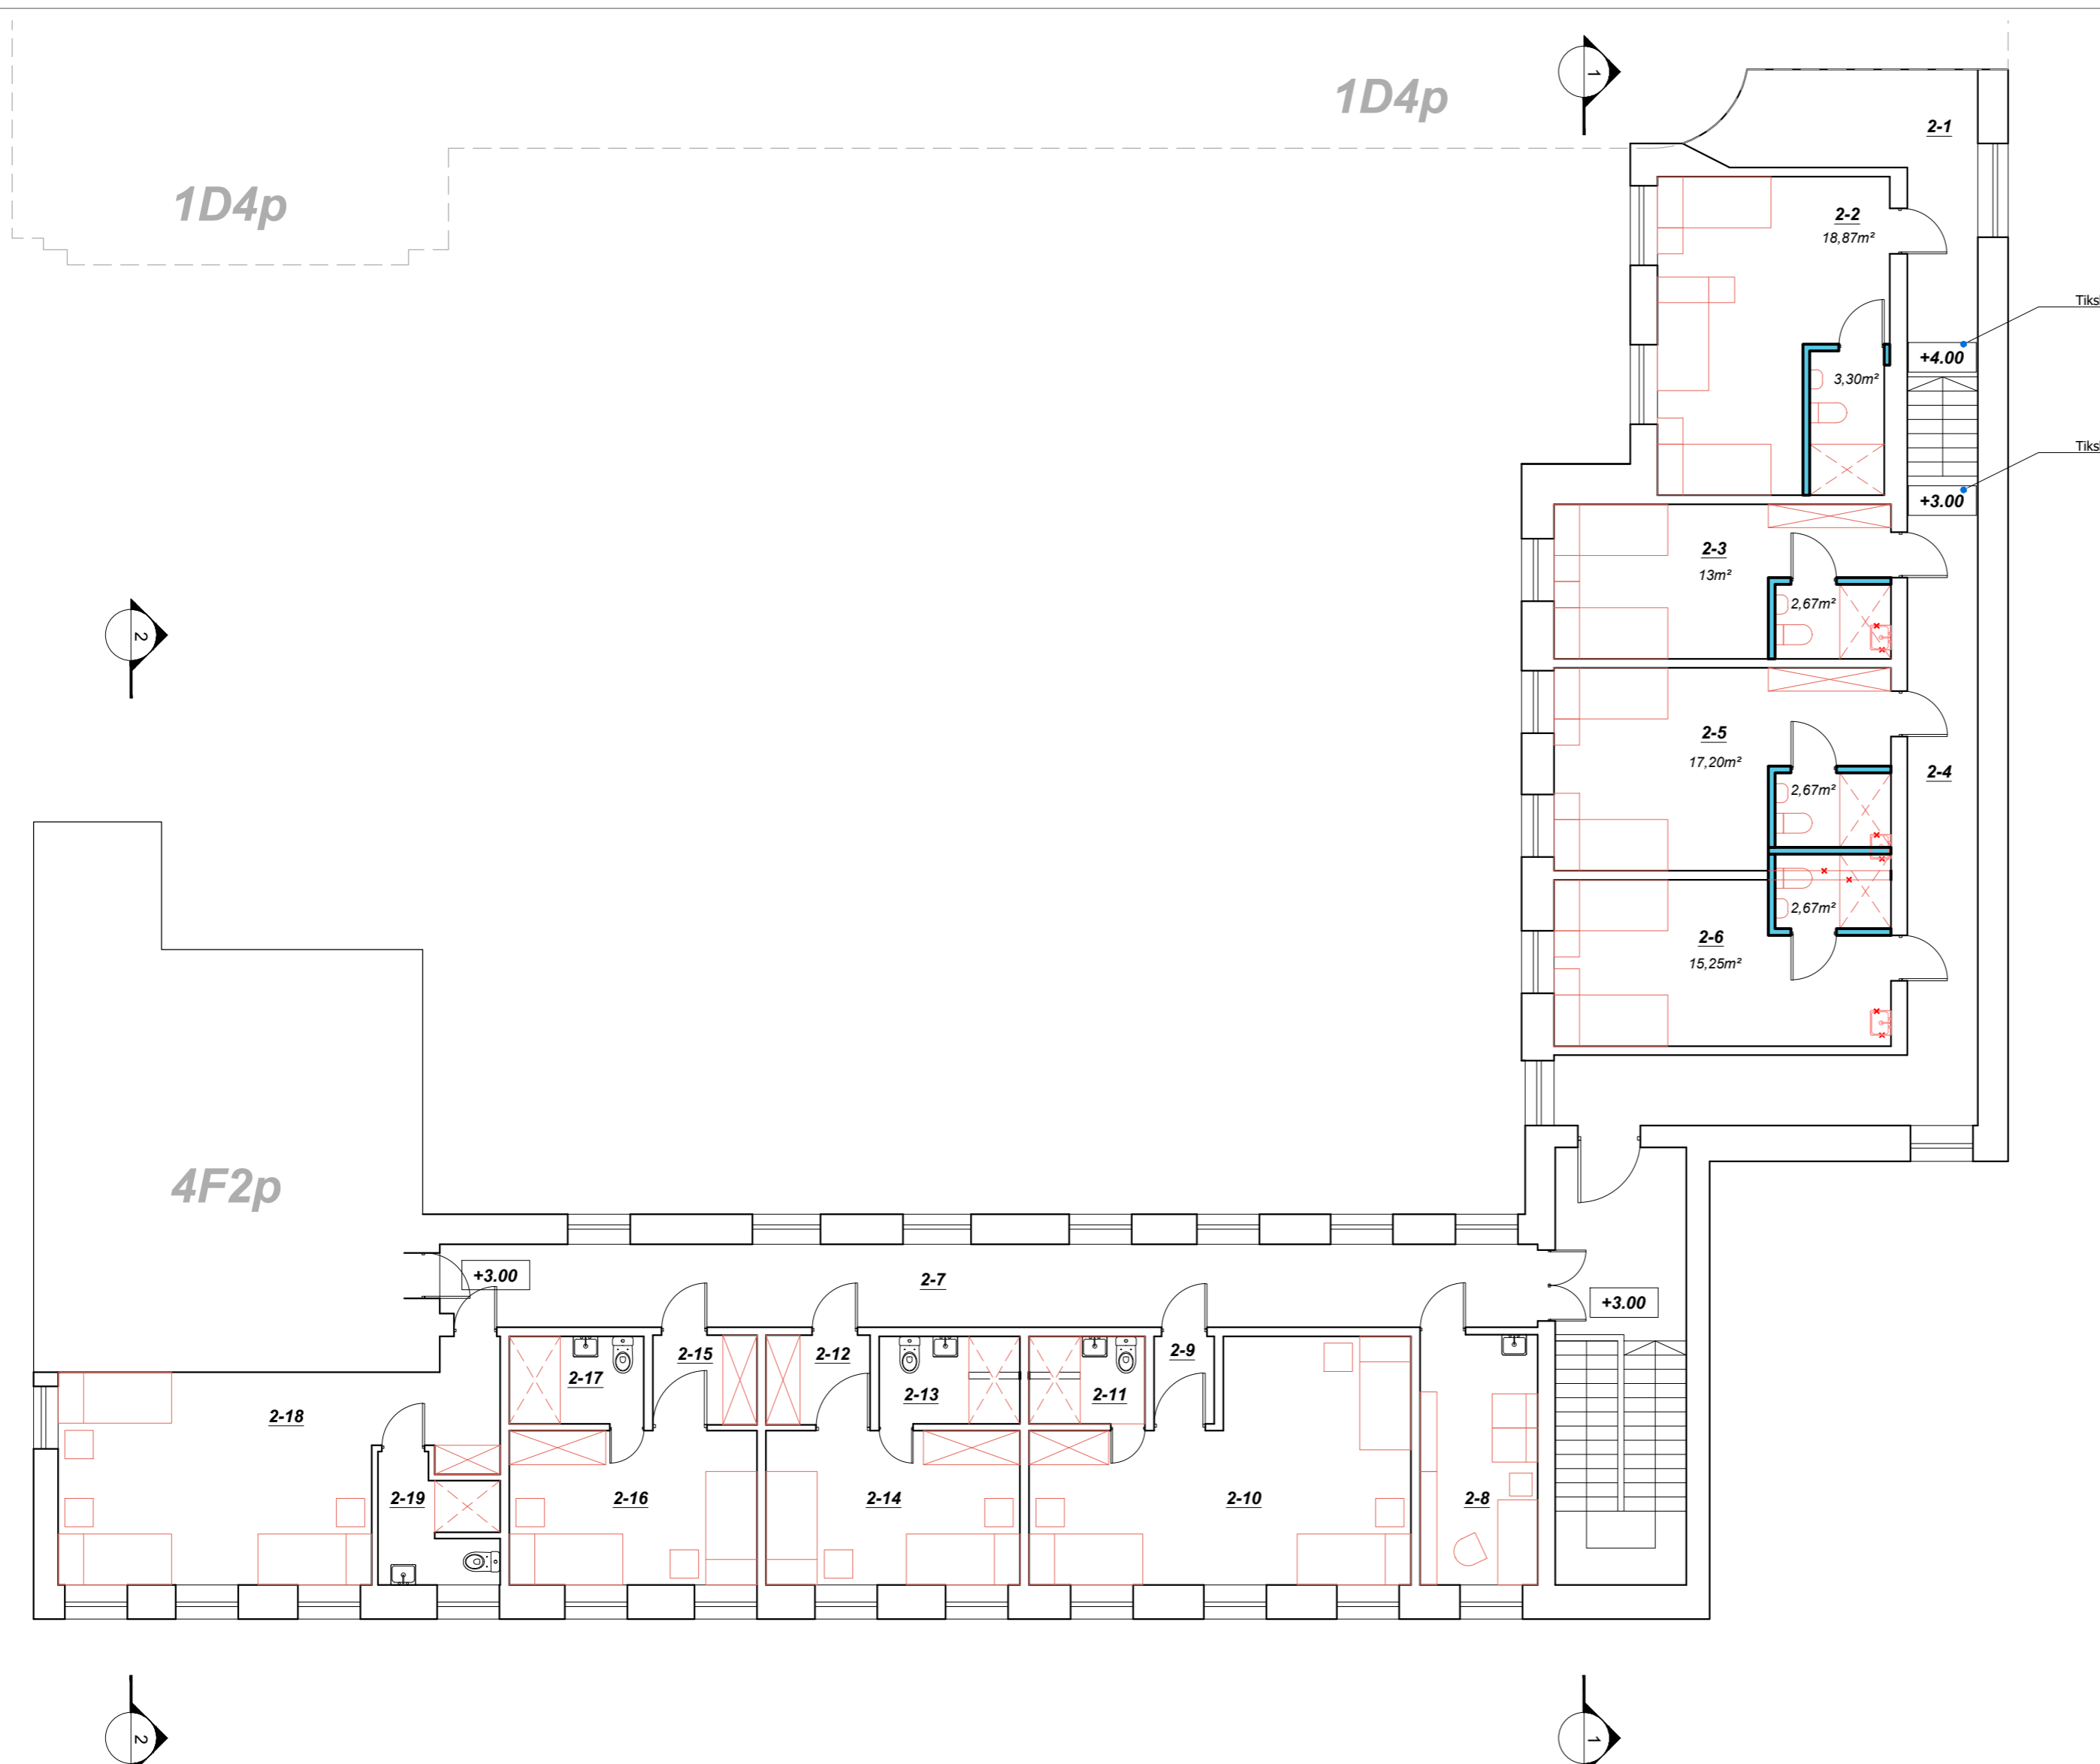 1D4p
1
2-1
1D4p
2-2
18,87m²
Tiks
+4.00
3,30m²
Tiks
+3.00
2-3
13m²
2,67m²
2
2-5
17,20m²
2-4
2,67m²
2,67m²
2-6
15,25m²
4F2p
+3.00
2-7
+3.00
2-15
2-12
2-9
2-17
2-13
2-11
2-18
2-19
2-16
2-14
2-10
2-8
2
1